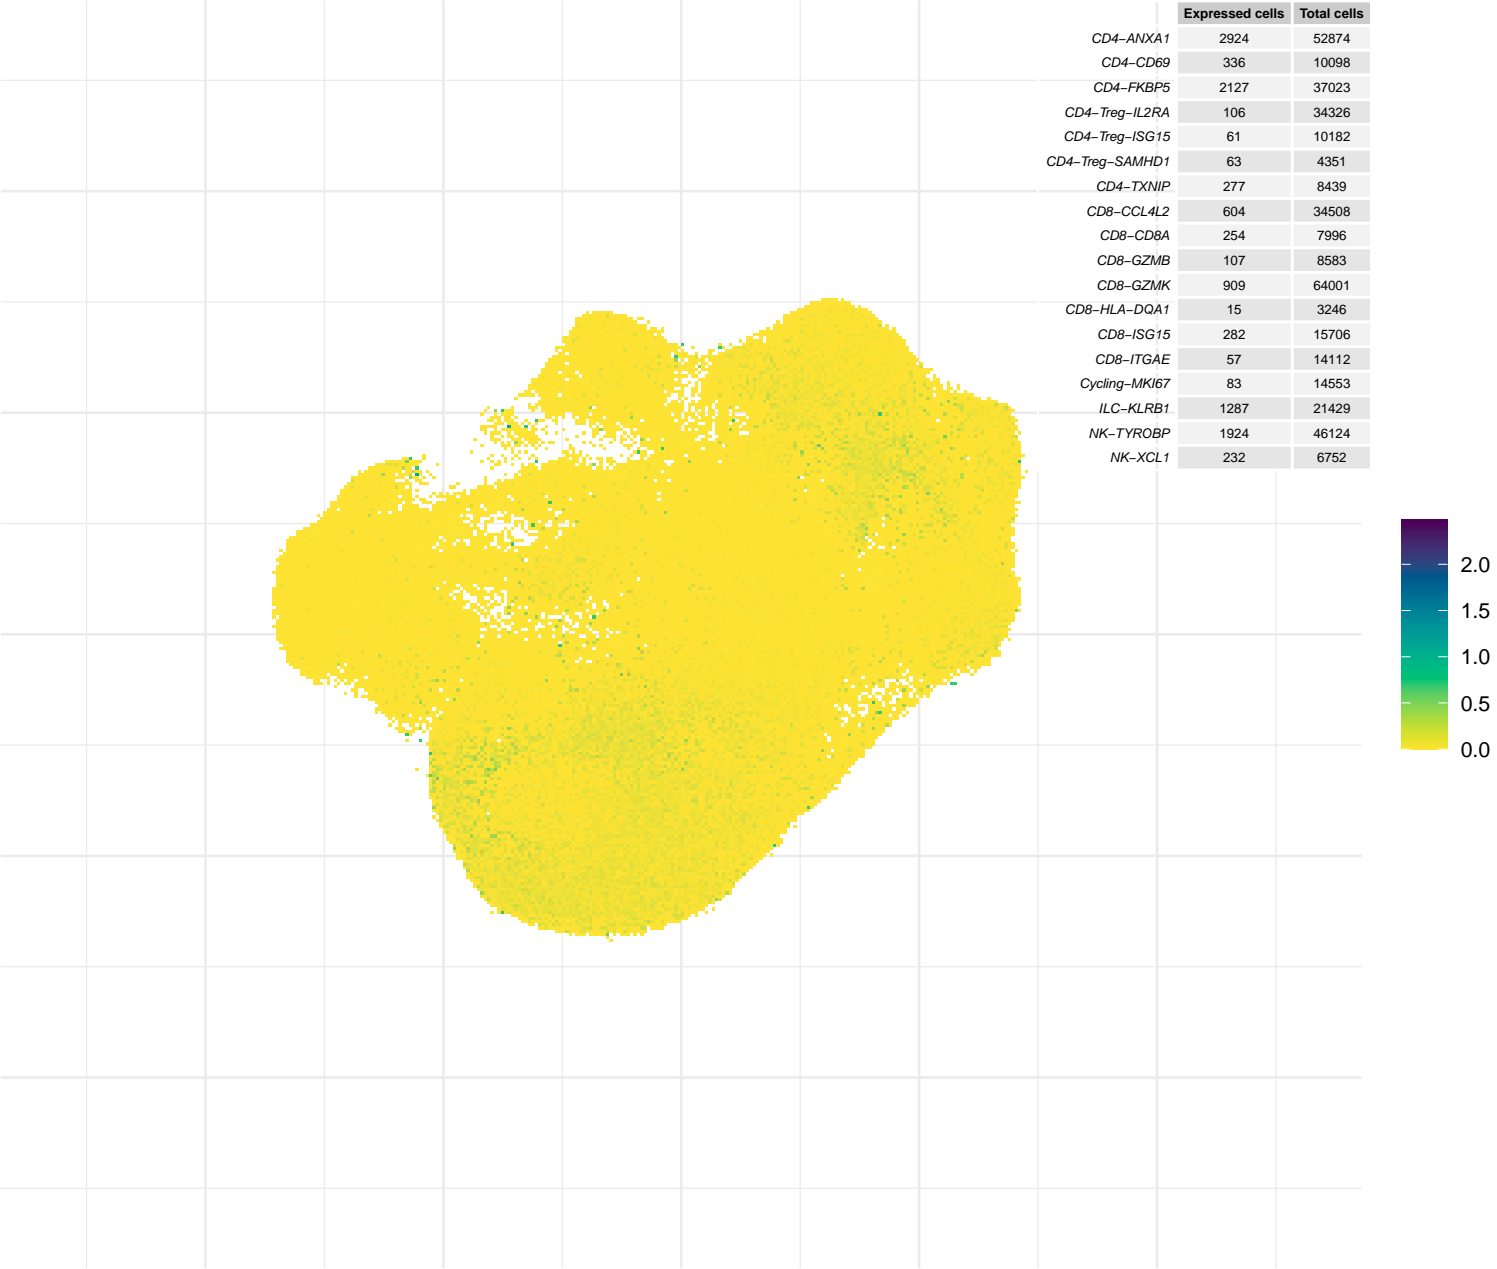 Expressed cells Total cells
CD4−ANXA1 2924 52874
CD4−CD69 336 10098
CD4−FKBP5 2127 37023
CD4−Treg−IL2RA 106 34326
CD4−Treg−ISG15 61 10182
CD4−Treg−SAMHD1 63 4351
CD4−TXNIP 277 8439
CD8−CCL4L2 604 34508
CD8−CD8A 254 7996
CD8−GZMB 107 8583
CD8−GZMK 909 64001
CD8−HLA−DQA1 15 3246
CD8−ISG15 282 15706
CD8−ITGAE 57 14112
Cycling−MKI67 83 14553
ILC−KLRB1 1287 21429
NK−TYROBP 1924 46124
NK−XCL1 232 6752
2.0
1.5
1.0
0.5
0.0